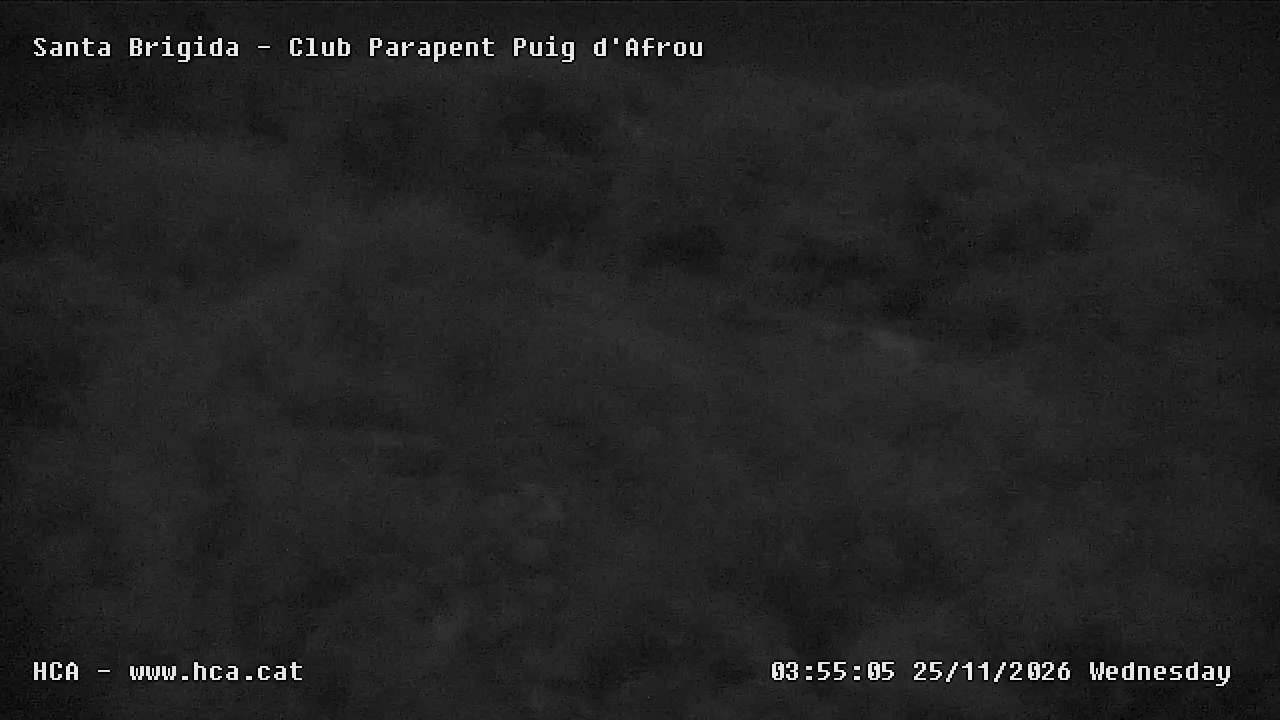 Santa Brigida - Club Parapent Puig d'Afrou
HCA - www.hca.cat
03:55:05 25/11/2026 Wednesday